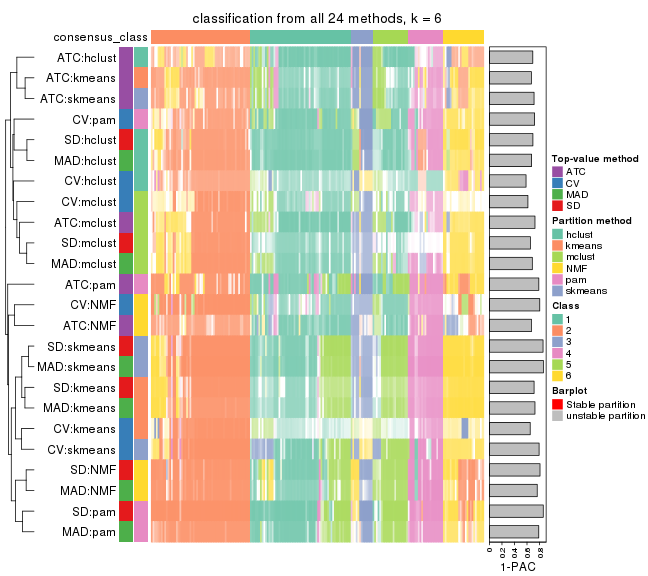 classification from all 24 methods, k = 6
consensus_class
ATC:hclust
ATC:kmeans
ATC:skmeans
CV:pam
SD:hclust
MAD:hclust
CV:hclust
CV:mclust
ATC:mclust
SD:mclust
MAD:mclust
ATC:pam
CV:NMF
ATC:NMF
SD:skmeans
MAD:skmeans
SD:kmeans
MAD:kmeans
CV:kmeans
CV:skmeans
SD:NMF
MAD:NMF
SD:pam
MAD:pam
0 0.2 0.4 0.6 0.8
1-PAC
Top-value method
ATC
CV
MAD
SD
Partition method
hclust
kmeans
mclust
NMF
pam
skmeans
Class
1
2
3
4
5
6
Barplot
Stable partition
unstable partition